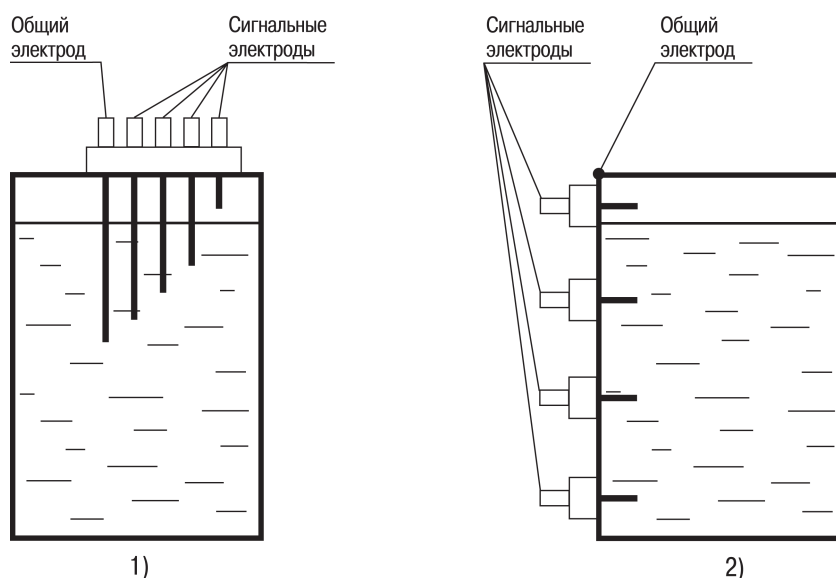 Общий
электрод
Сигнальные
электроды
Сигнальные
электроды
Общий
электрод
1)
2)